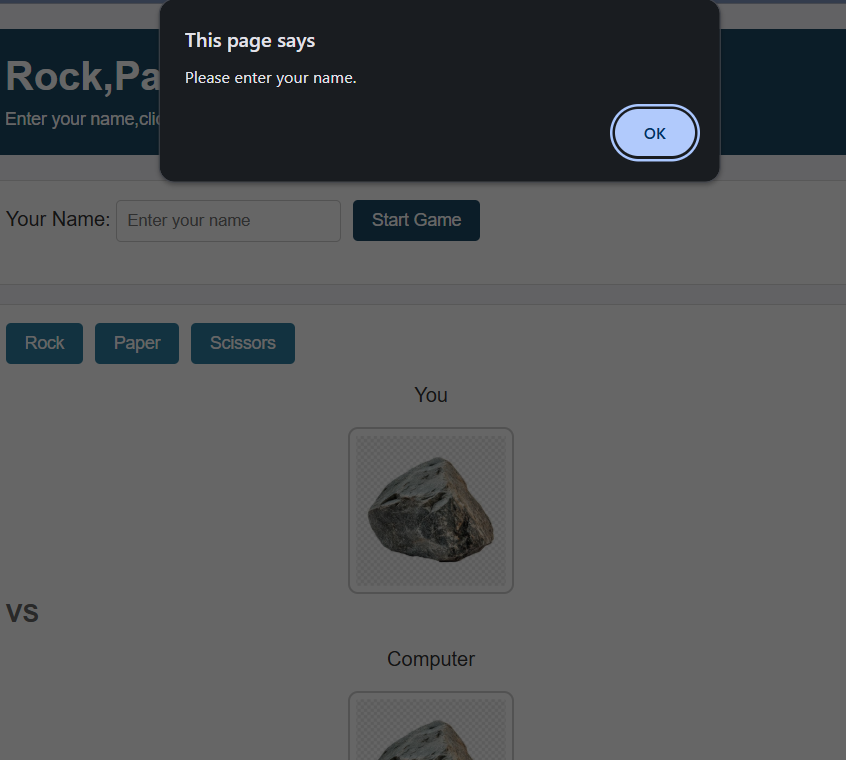 This page says
Please enter your name.
OK
Rock,Pa
Enter your name,clic
Your Name:
Enter your name
Start Game
Rock
Paper
Scissors
You
VS
Computer